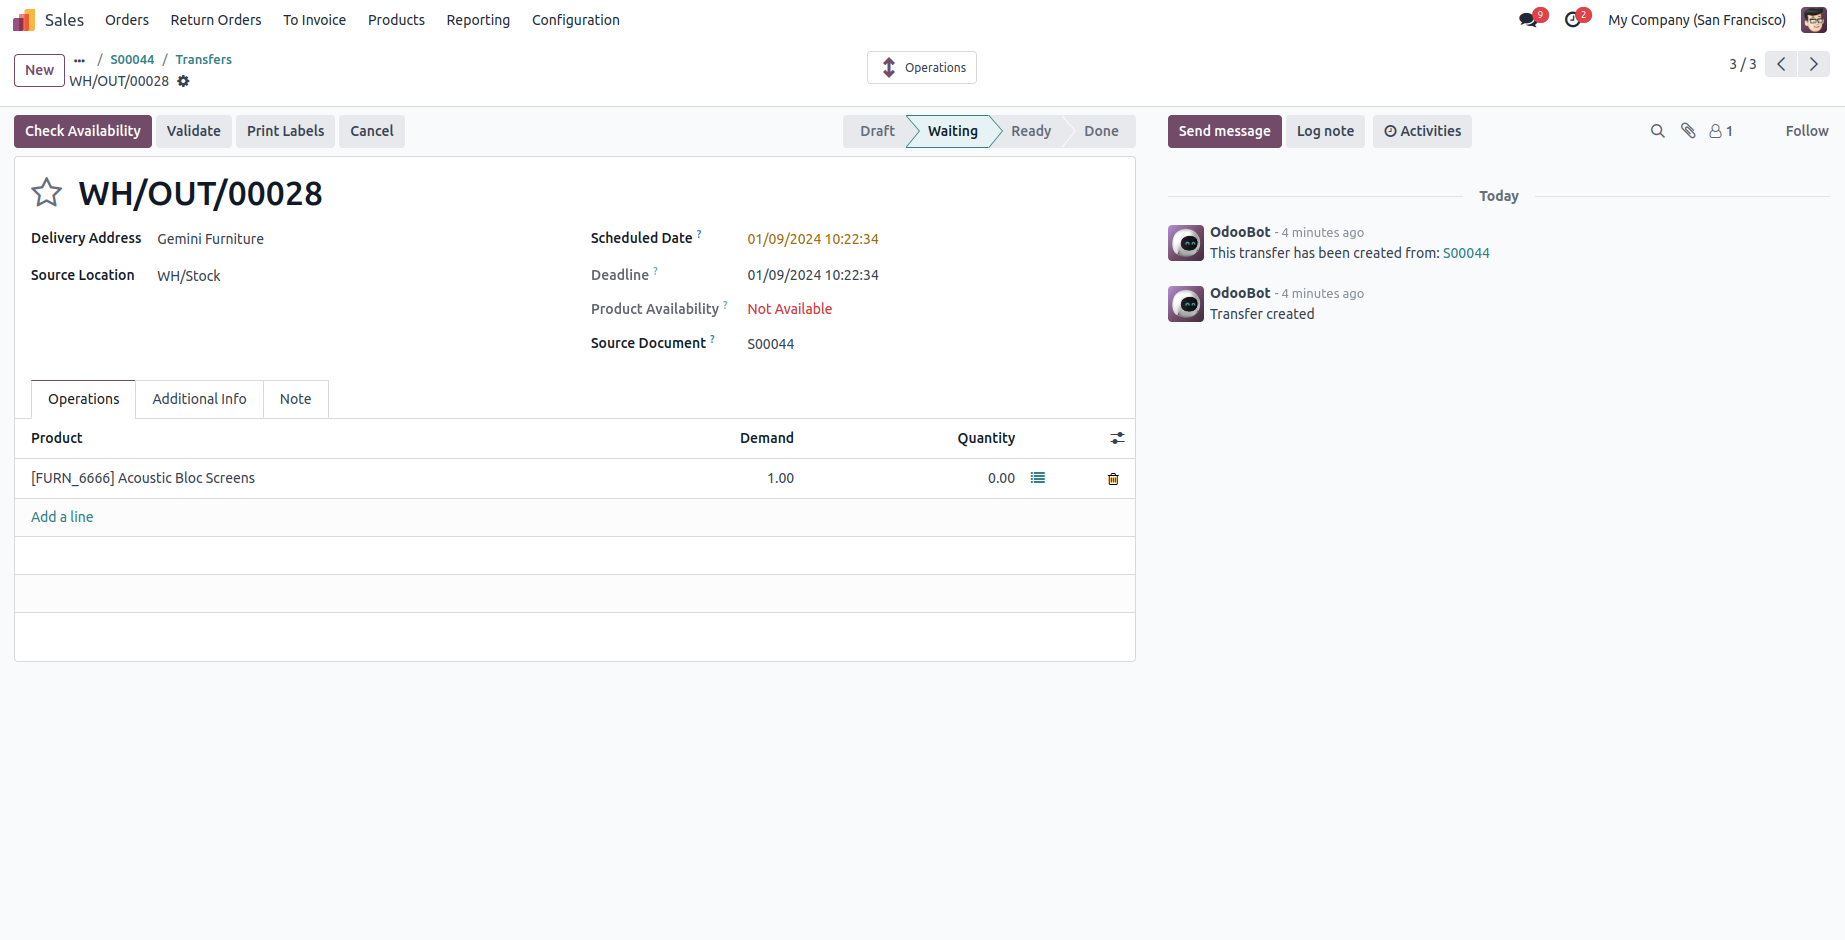 Sales Orders Return Orders To Invoice Products Reporting Configuration 9 2 My Company (San Francisco)
New ... / S00044 / Transfers
WH/OUT/00028
Operations
3 / 3
Check Availability Validate Print Labels Cancel Draft Waiting Ready Done
Send message Log note Activities 1 Follow
WH/OUT/00028
Delivery Address Gemini Furniture
Source Location WH/Stock
Scheduled Date ? 01/09/2024 10:22:34
Deadline ? 01/09/2024 10:22:34
Product Availability ? Not Available
Source Document ? S00044
Operations Additional Info Note
Product Demand Quantity
[FURN_6666] Acoustic Bloc Screens 1.00 0.00
Add a line
Today
OdooBot - 4 minutes ago
This transfer has been created from: S00044
OdooBot - 4 minutes ago
Transfer created